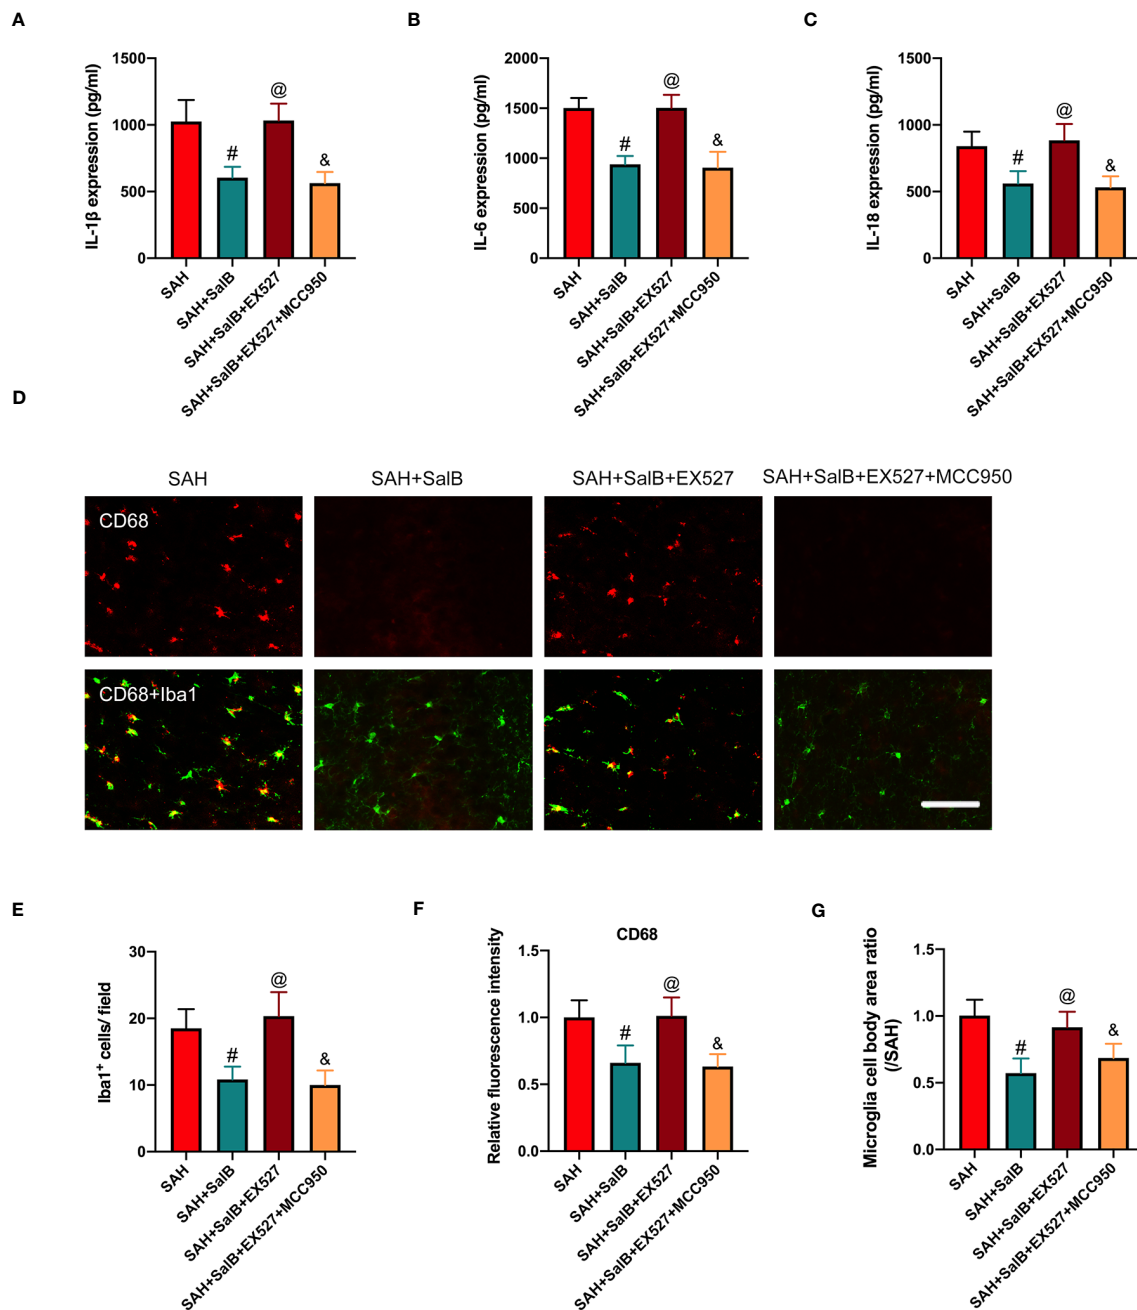 A
B
C
IL-1β expression (pg/ml)
1500
1000
500
0
#
@
&
SAH
SAH+SalB
SAH+SalB+EX527
SAH+SalB+EX527+MCC950
IL-6 expression (pg/ml)
2000
1500
1000
500
0
#
@
&
SAH
SAH+SalB
SAH+SalB+EX527
SAH+SalB+EX527+MCC950
IL-18 expression (pg/ml)
1500
1000
500
0
#
@
&
SAH
SAH+SalB
SAH+SalB+EX527
SAH+SalB+EX527+MCC950
D
SAH
SAH+SalB
SAH+SalB+EX527
SAH+SalB+EX527+MCC950
CD68
CD68+Iba1
E
F
G
Iba1+ cells/ field
30
20
10
0
#
@
&
SAH
SAH+SalB
SAH+SalB+EX527
SAH+SalB+EX527+MCC950
CD68
Relative fluorescence intensity
1.5
1.0
0.5
0.0
#
@
&
SAH
SAH+SalB
SAH+SalB+EX527
SAH+SalB+EX527+MCC950
Microglia cell body area ratio
(/SAH)
1.5
1.0
0.5
0.0
#
@
&
SAH
SAH+SalB
SAH+SalB+EX527
SAH+SalB+EX527+MCC950